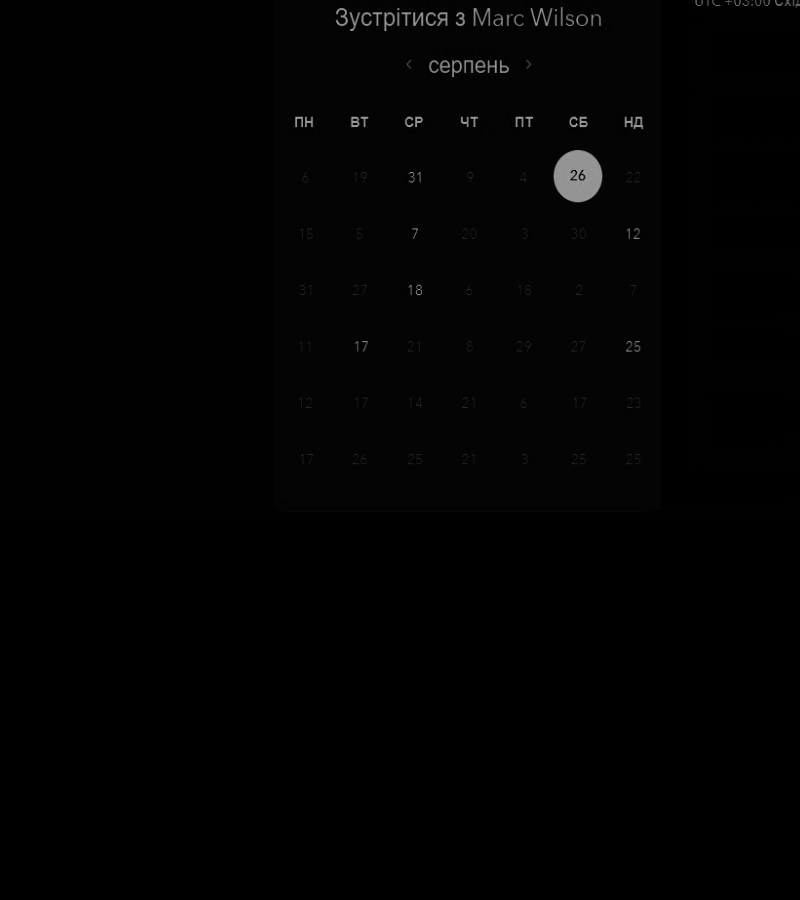 UTC +03:00 Схід
Зустрітися з Marc Wilson
‹ серпень ›
ПН ВТ СР ЧТ ПТ СБ НД
6 19 31 9 4 26 22
15 5 7 20 3 30 12
31 27 18 6 18 2 7
11 17 21 8 29 27 25
12 17 14 21 6 17 23
17 26 25 21 3 25 25